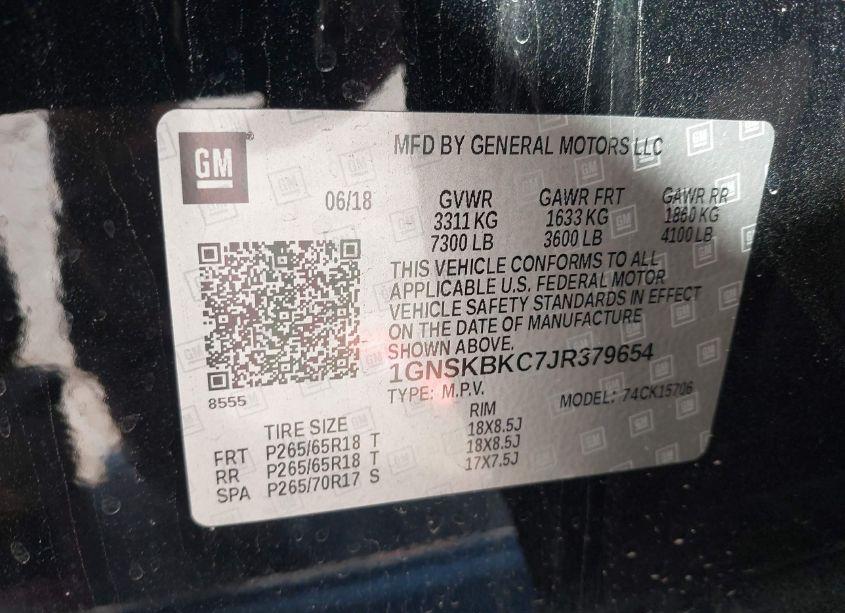 GM
MFD BY GENERAL MOTORS LLC
06/18
GVWR GAWR FRT GAWR RR
3311 KG 1633 KG 1860 KG
7300 LB 3600 LB 4100 LB
THIS VEHICLE CONFORMS TO ALL
APPLICABLE U.S. FEDERAL MOTOR
VEHICLE SAFETY STANDARDS IN EFFECT
ON THE DATE OF MANUFACTURE
SHOWN ABOVE.
1GNSKBKC7JR379654
TYPE: M.P.V. MODEL: 74CK15706
8555
TIRE SIZE RIM
FRT P265/65R18 T 18X8.5J
RR P265/65R18 T 18X8.5J
SPA P265/70R17 S 17X7.5J